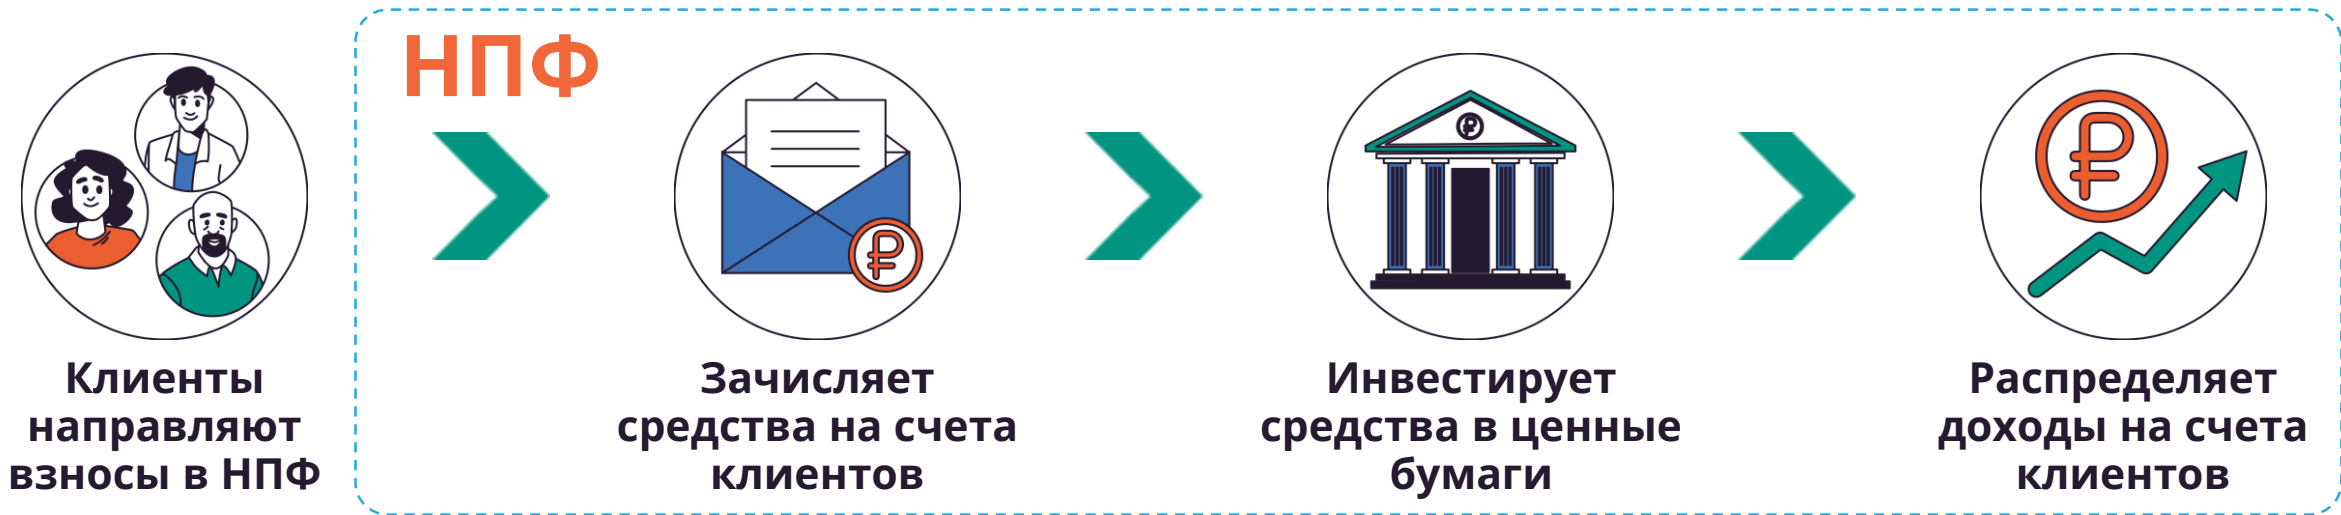 НПФ
Клиенты
направляют
взносы в НПФ
Зачисляет
средства на счета
клиентов
Инвестирует
средства в ценные
бумаги
Распределяет
доходы на счета
клиентов